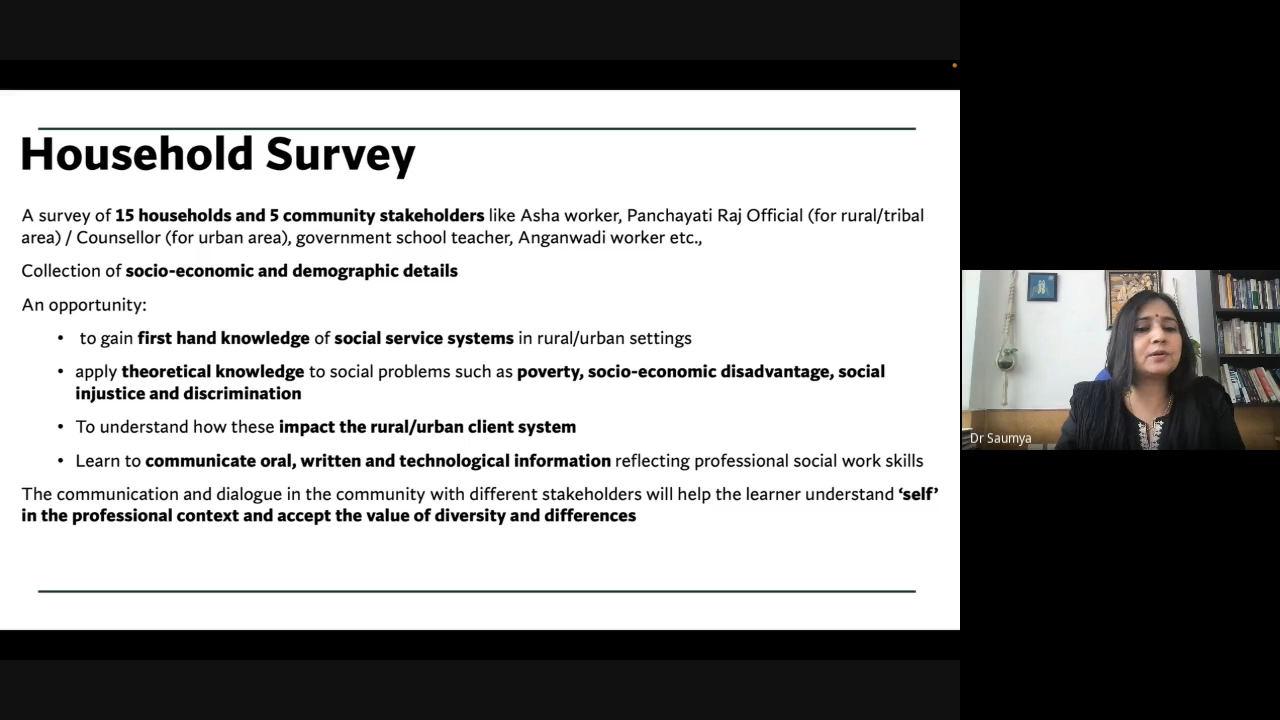 Household Survey
A survey of 15 households and 5 community stakeholders like Asha worker, Panchayati Raj Official (for rural/tribal
area) / Counsellor (for urban area), government school teacher, Anganwadi worker etc.,
Collection of socio-economic and demographic details
An opportunity:
• to gain first hand knowledge of social service systems in rural/urban settings
• apply theoretical knowledge to social problems such as poverty, socio-economic disadvantage, social
injustice and discrimination
• To understand how these impact the rural/urban client system
• Learn to communicate oral, written and technological information reflecting professional social work skills
The communication and dialogue in the community with different stakeholders will help the learner understand ‘self’
in the professional context and accept the value of diversity and differences
Dr Saumya